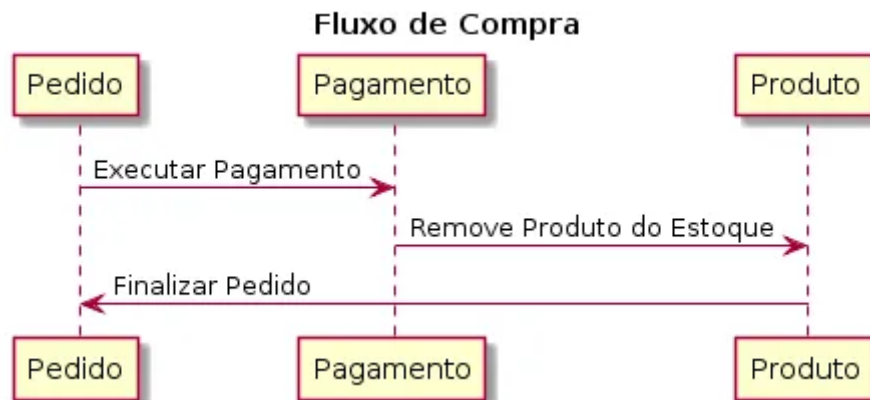 Fluxo de Compra
Pedido Pagamento Produto
Executar Pagamento
Remove Produto do Estoque
Finalizar Pedido
Pedido Pagamento Produto